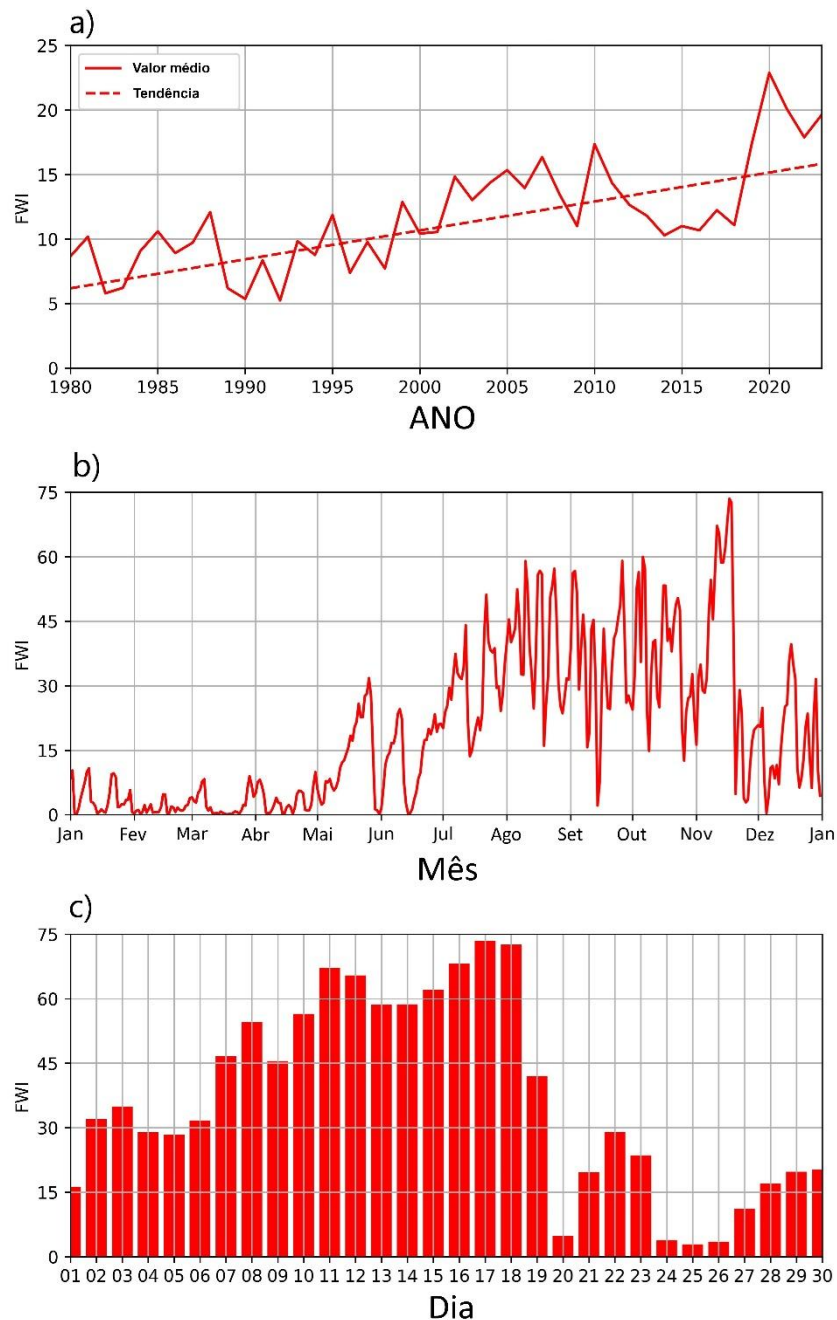 a)
25
20
15
10
5
0
FWI
Valor médio
Tendência
1980 1985 1990 1995 2000 2005 2010 2015 2020
ANO
b)
75
60
45
30
15
0
FWI
Jan Fev Mar Abr Mai Jun Jul Ago Set Out Nov Dez Jan
Mês
c)
75
60
45
30
15
0
FWI
01 02 03 04 05 06 07 08 09 10 11 12 13 14 15 16 17 18 19 20 21 22 23 24 25 26 27 28 29 30
Dia